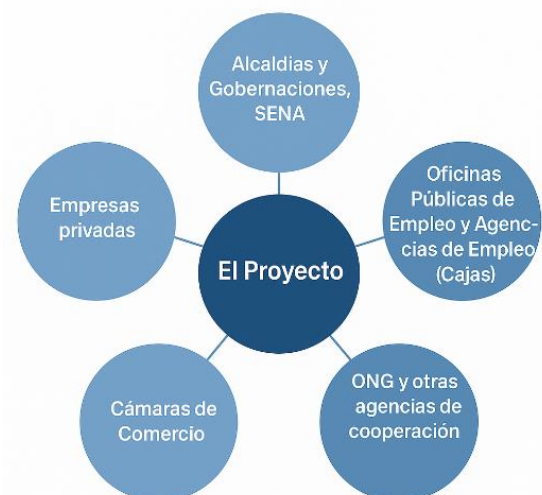 Alcaldias y
Gobernaciones,
SENA
Oficinas
Públicas de
Empleo y Agen-
cias de Empleo
(Cajas)
Empresas
privadas
El Proyecto
ONG y otras
agencias de
cooperación
Cámaras de
Comercio